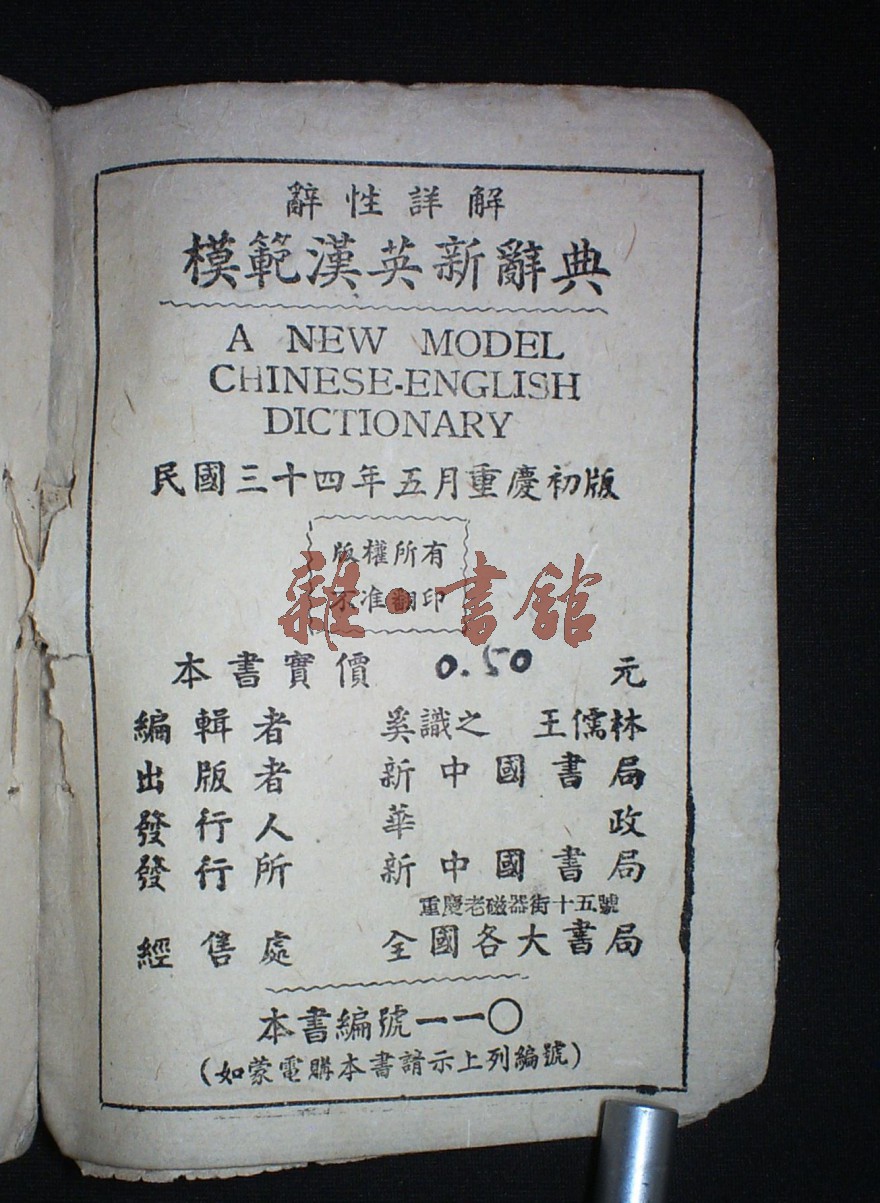 辭性詳解
模範漢英新辭典
A NEW MODEL
CHINESE-ENGLISH
DICTIONARY
民國三十四年五月重慶初版
版權所有
不准翻印
雜·書館
本書實價 0.50 元
編輯者 奚識之 王儒林
出版者 新中國書局
發行人 華政
發行所 新中國書局
重慶老磁器街十五號
經售處 全國各大書局
本書編號一一〇
(如蒙電購本書請示上列編號)